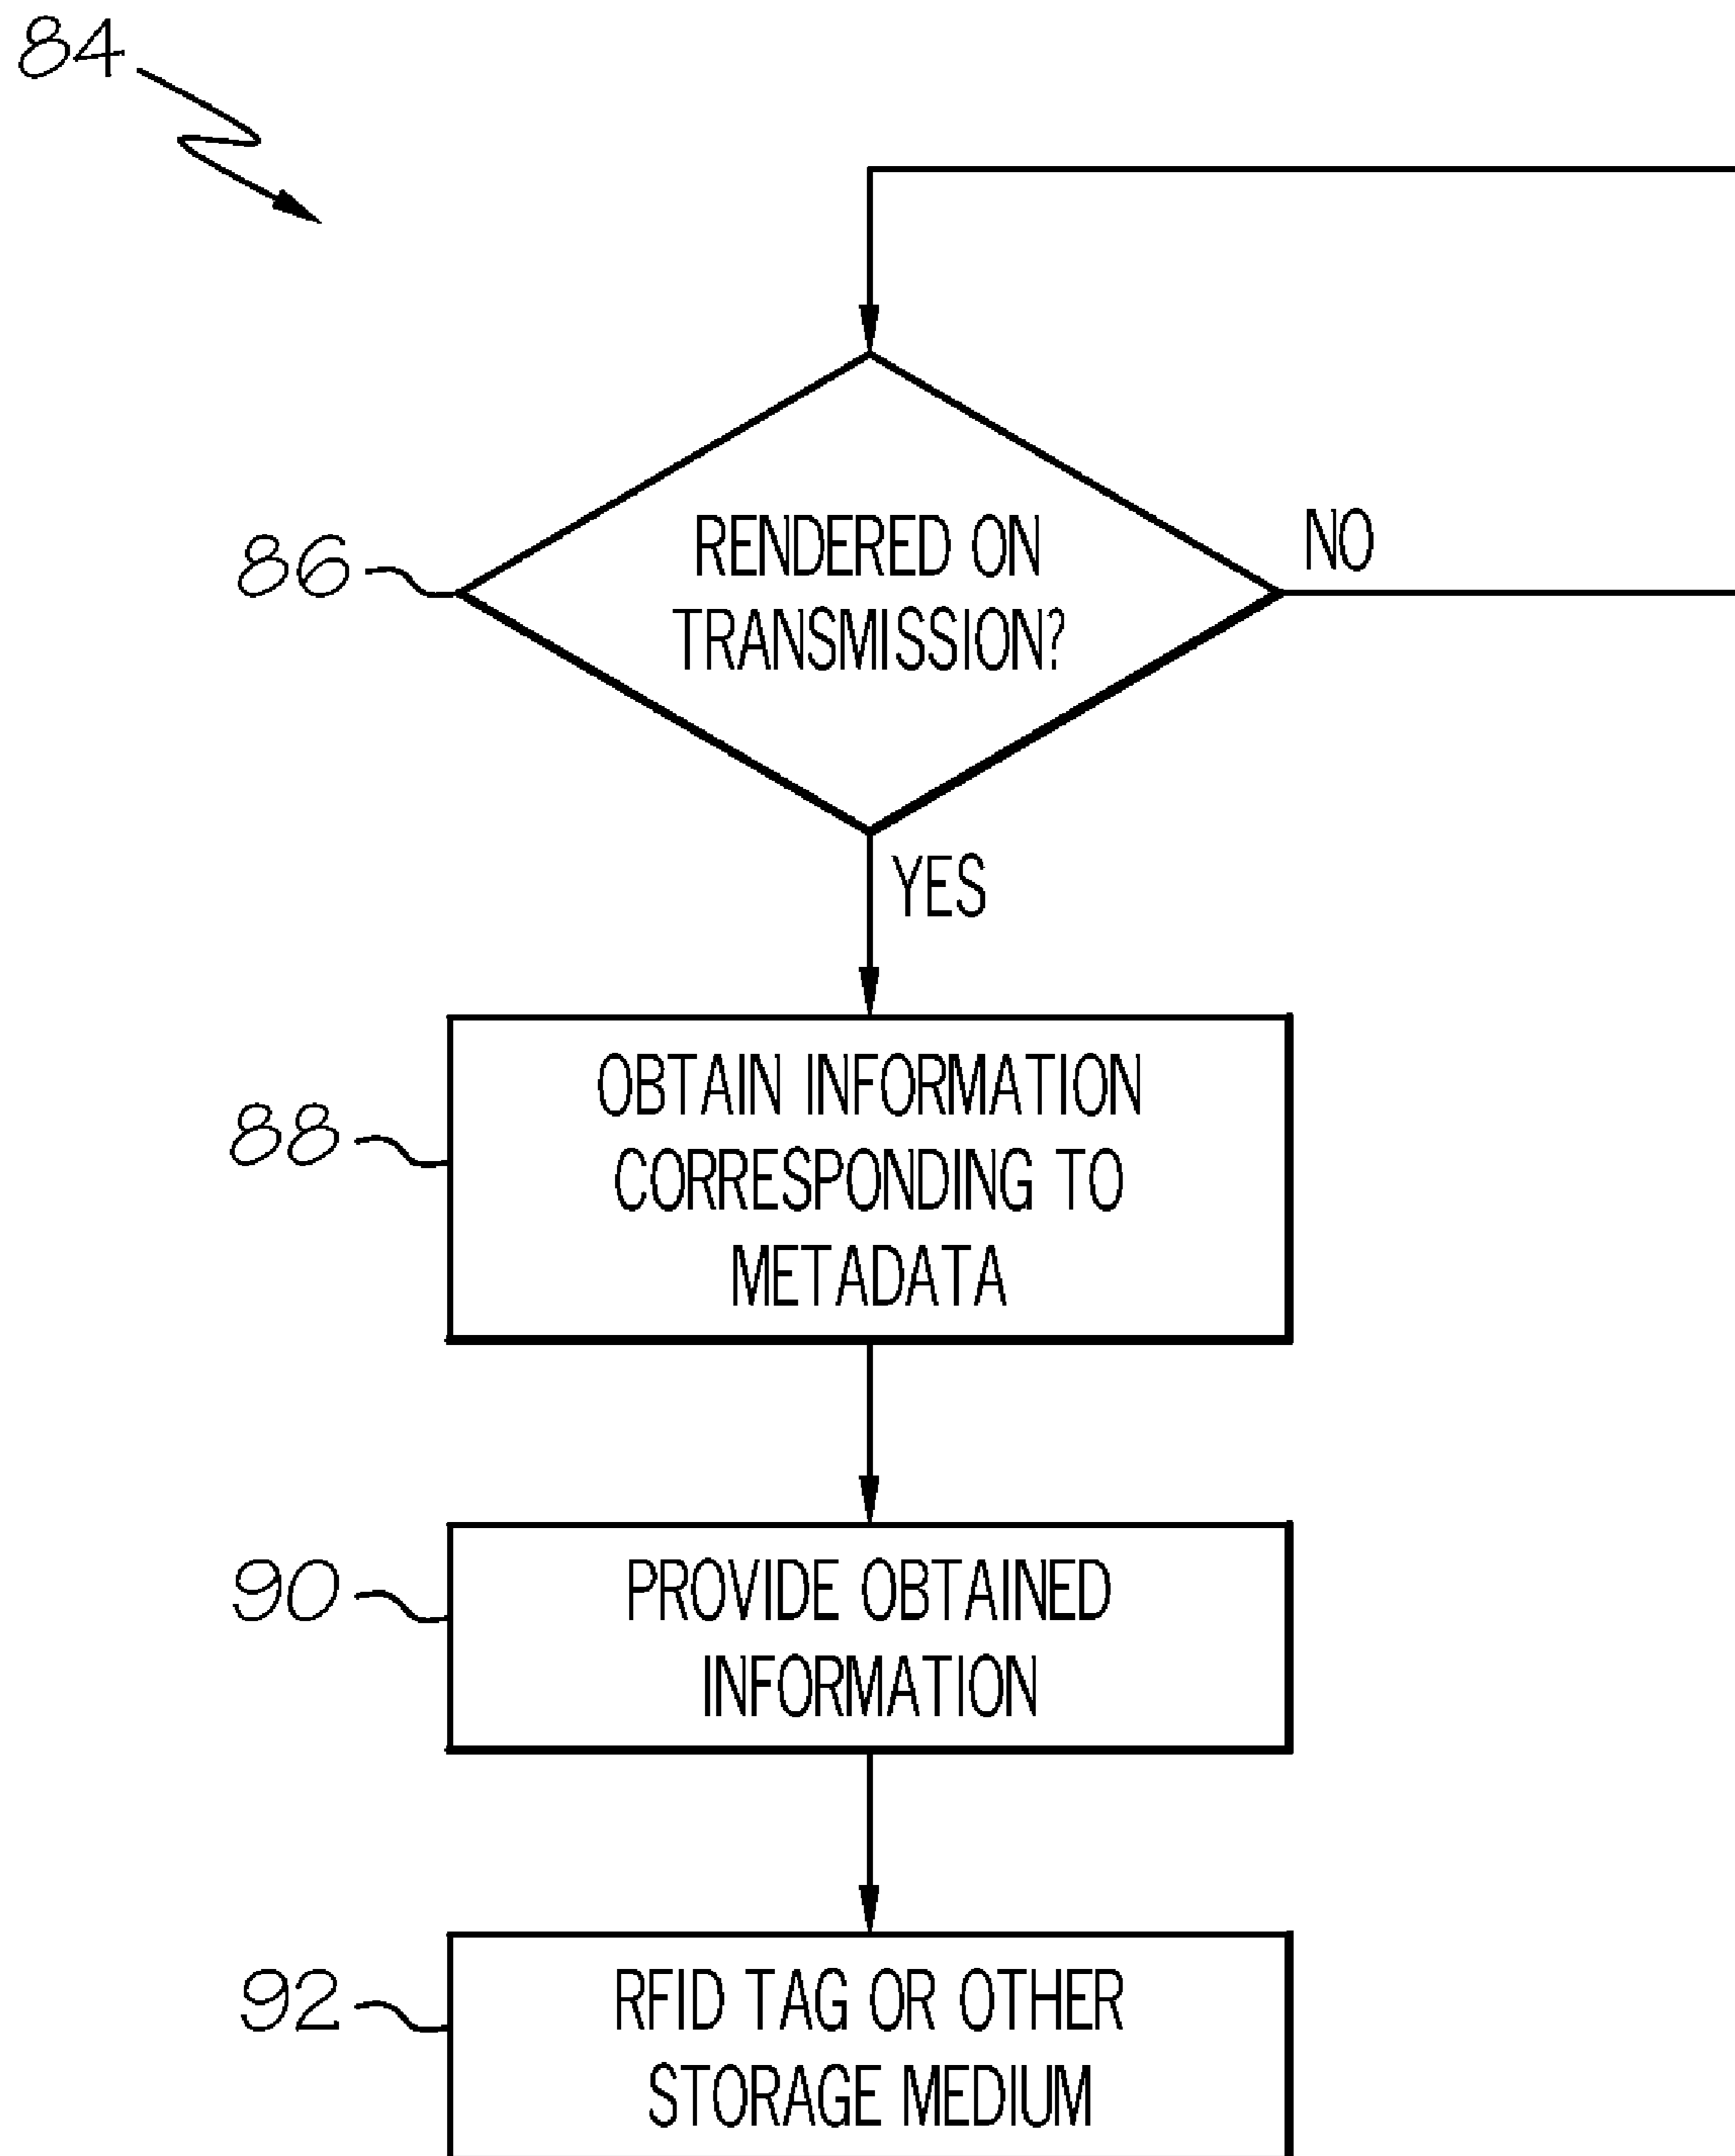 84
86
RENDERED ON
TRANSMISSION?
NO
YES
88
OBTAIN INFORMATION
CORRESPONDING TO
METADATA
90
PROVIDE OBTAINED
INFORMATION
92
RFID TAG OR OTHER
STORAGE MEDIUM